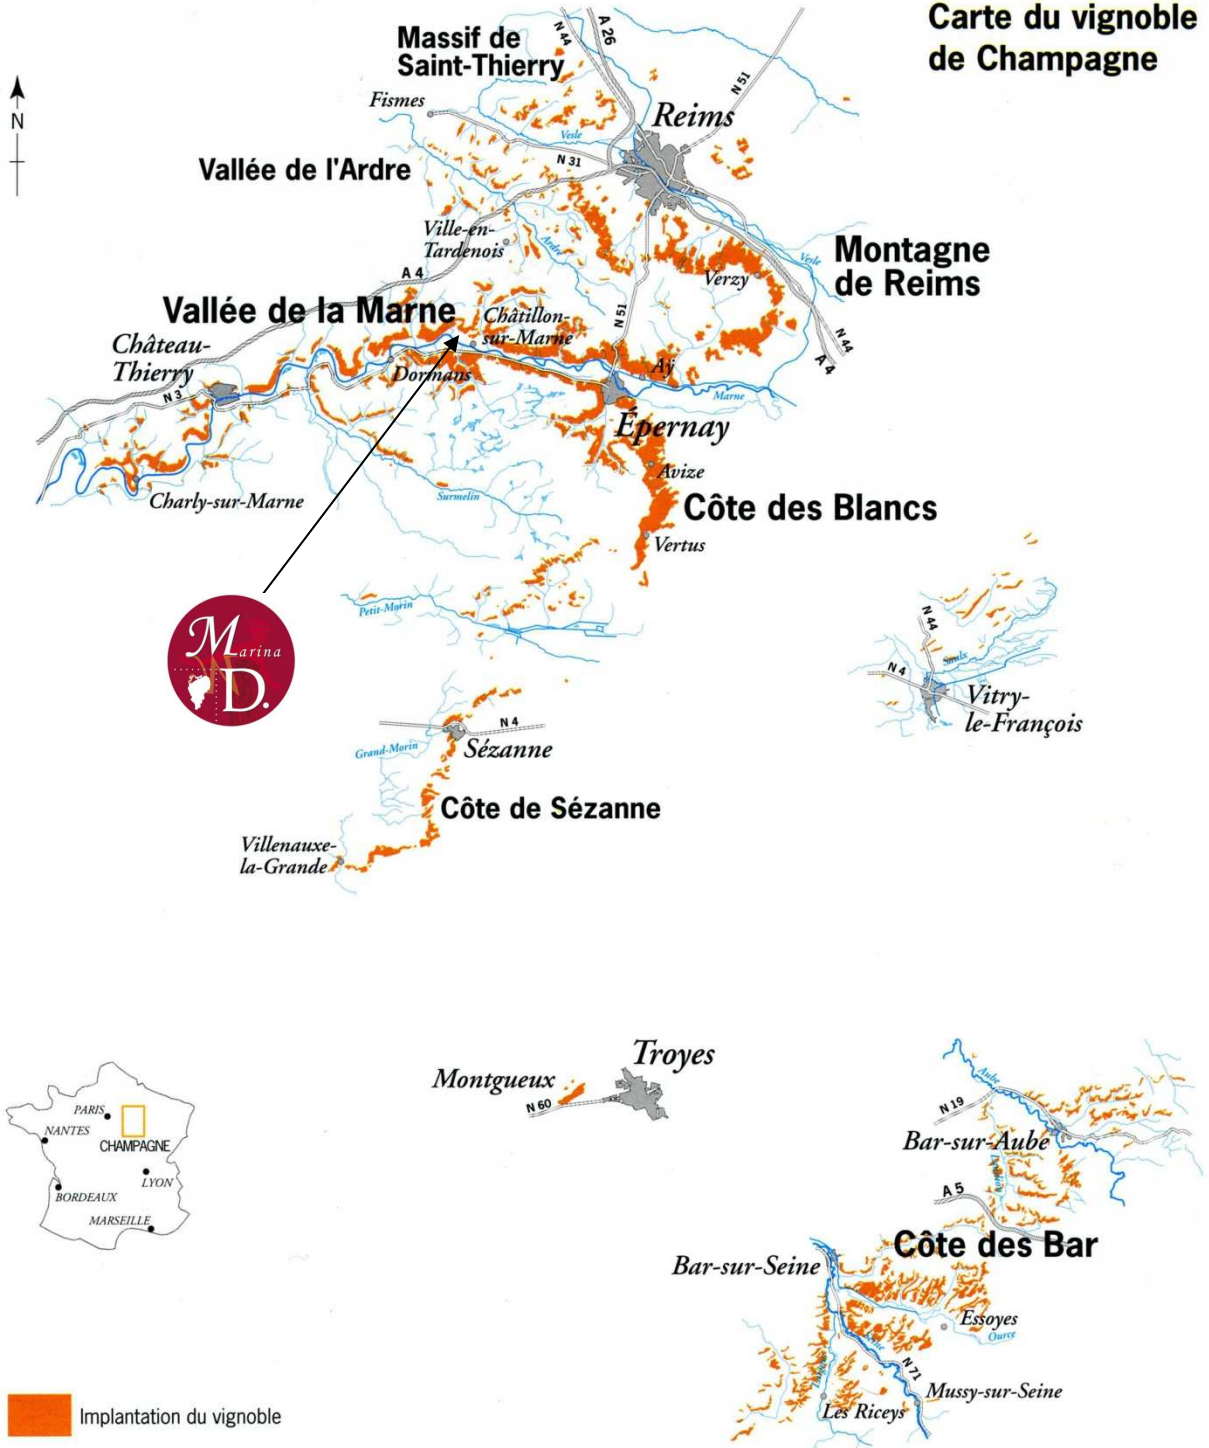 Carte du vignoble
de Champagne
N 44
A 26
Massif de
Saint-Thierry
N 51
Fismes
Reims
Vesle
N 31
Vallée de l'Ardre
N
Ville-en-
Tardenois
Ardre
Montagne
de Reims
Vesle
Verzy
A 4
Vallée de la Marne
Châtillon-
sur-Marne
N 51
N 44
A 4
Château-
Thierry
Dormans
Aÿ
N 3
Marne
Épernay
Avize
Charly-sur-Marne
Surmelin
Côte des Blancs
Vertus
Petit-Morin
N 44
Saulx
N 4
Vitry-
le-François
Marina
D.
N 4
Grand-Morin
Sézanne
Côte de Sézanne
Villenauxe-
la-Grande
Troyes
Montgueux
N 60
Aube
N 19
Bar-sur-Aube
Landion
A 5
Côte des Bar
Bar-sur-Seine
Essoyes
Ource
Seine
N 71
Mussy-sur-Seine
Les Riceys
PARIS
NANTES
CHAMPAGNE
LYON
BORDEAUX
MARSEILLE
Implantation du vignoble